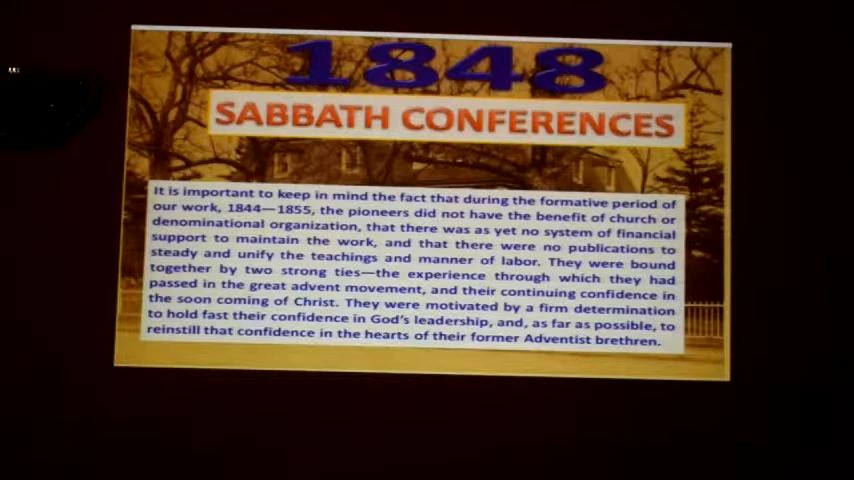 1848
SABBATH CONFERENCES
It is important to keep in mind the fact that during the formative period of
our work, 1844—1855, the pioneers did not have the benefit of church or
denominational organization, that there was as yet no system of financial
support to maintain the work, and that there were no publications to
steady and unify the teachings and manner of labor. They were bound
together by two strong ties—the experience through which they had
passed in the great advent movement, and their continuing confidence in
the soon coming of Christ. They were motivated by a firm determination
to hold fast their confidence in God's leadership, and, as far as possible, to
reinstill that confidence in the hearts of their former Adventist brethren.